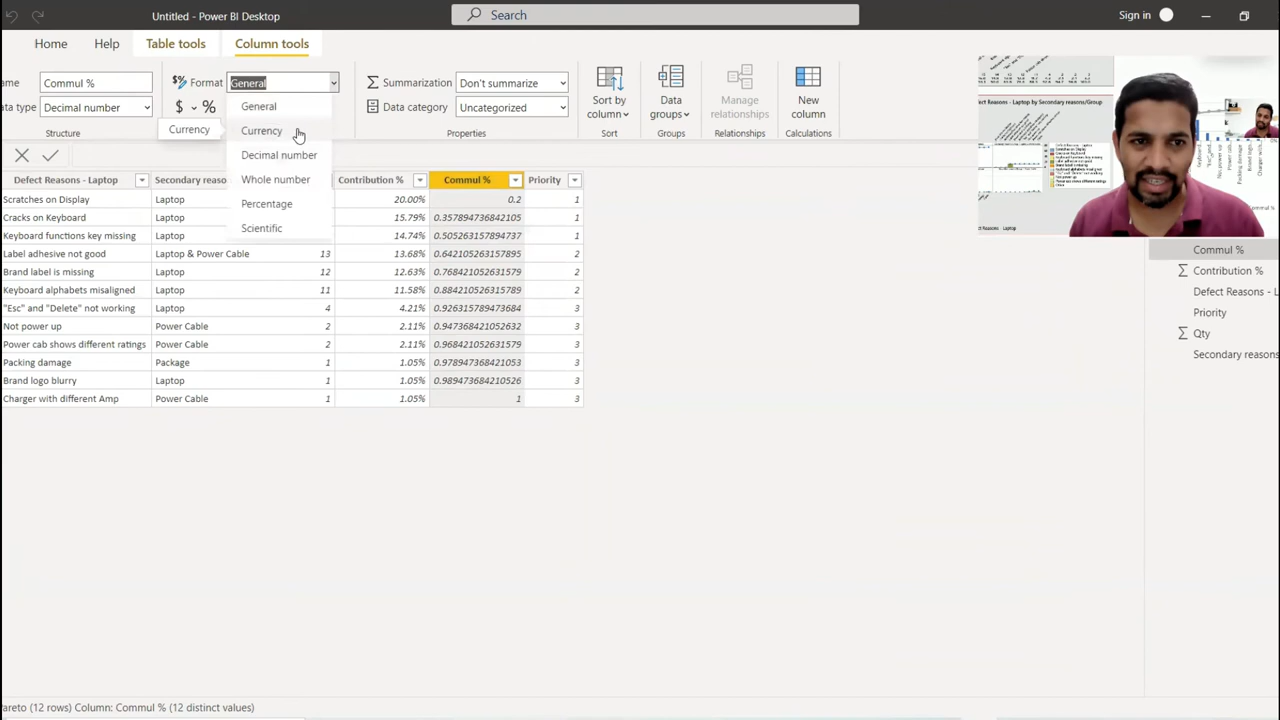 Untitled - Power BI Desktop
Search
Sign in
Home
Help
Table tools
Column tools
ame
Commul %
Format
General
Summarization
Don't summarize
ata type
Decimal number
$
%
Data category
Uncategorized
Sort by
column
Data
groups
Manage
relationships
New
column
Structure
Properties
Sort
Groups
Relationships
Calculations
Currency
General
Currency
Decimal number
Whole number
Percentage
Scientific
Defect Reasons - Laptop
Commul %
Priority
Scratches on Display Laptop 20.00% 0.2 1
Cracks on Keyboard Laptop 15.79% 0.357894736842105 1
Keyboard functions key missing Laptop 14.74% 0.505263157894737 1
Label adhesive not good Laptop & Power Cable 13 13.68% 0.642105263157895 2
Brand label is missing Laptop 12 12.63% 0.768421052631579 2
Keyboard alphabets misaligned Laptop 11 11.58% 0.884210526315789 2
"Esc" and "Delete" not working Laptop 4 4.21% 0.926315789473684 3
Not power up Power Cable 2 2.11% 0.947368421052632 3
Power cab shows different ratings Power Cable 2 2.11% 0.968421052631579 3
Packing damage Package 1 1.05% 0.978947368421053 3
Brand logo blurry Laptop 1 1.05% 0.989473684210526 3
Charger with different Amp Power Cable 1 1.05% 1 3
Commul %
Contribution %
Defect Reasons - L
Priority
Qty
Secondary reasons
areto (12 rows) Column: Commul % (12 distinct values)